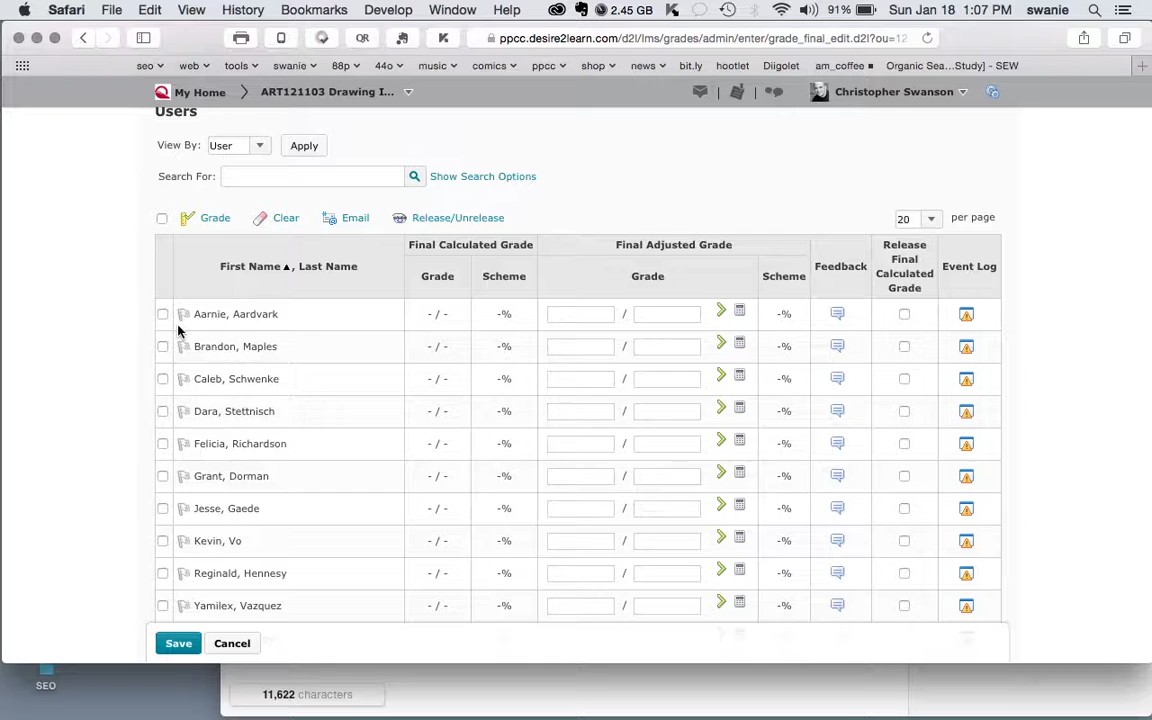 Safari File Edit View History Bookmarks Develop Window Help 2.45 GB 91% Sun Jan 18 1:07 PM swanie
QR ppcc.desire2learn.com/d2l/lms/grades/admin/enter/grade_final_edit.d2l?ou=12
seo web tools swanie 88p 44o music comics ppcc shop news bit.ly hootlet Diigolet am_coffee Organic Sea...Study] - SEW
My Home ART121103 Drawing I... Christopher Swanson
Users
View By: User Apply
Search For: Show Search Options
Grade Clear Email Release/Unrelease 20 per page
First Name , Last Name
Final Calculated Grade
Grade Scheme
Final Adjusted Grade
Grade Scheme
Feedback
Release
Final
Calculated
Grade
Event Log
Aarnie, Aardvark - / - -% / -%
Brandon, Maples - / - -% / -%
Caleb, Schwenke - / - -% / -%
Dara, Stettnisch - / - -% / -%
Felicia, Richardson - / - -% / -%
Grant, Dorman - / - -% / -%
Jesse, Gaede - / - -% / -%
Kevin, Vo - / - -% / -%
Reginald, Hennesy - / - -% / -%
Yamilex, Vazquez - / - -% / -%
Save Cancel
SEO
11,622 characters